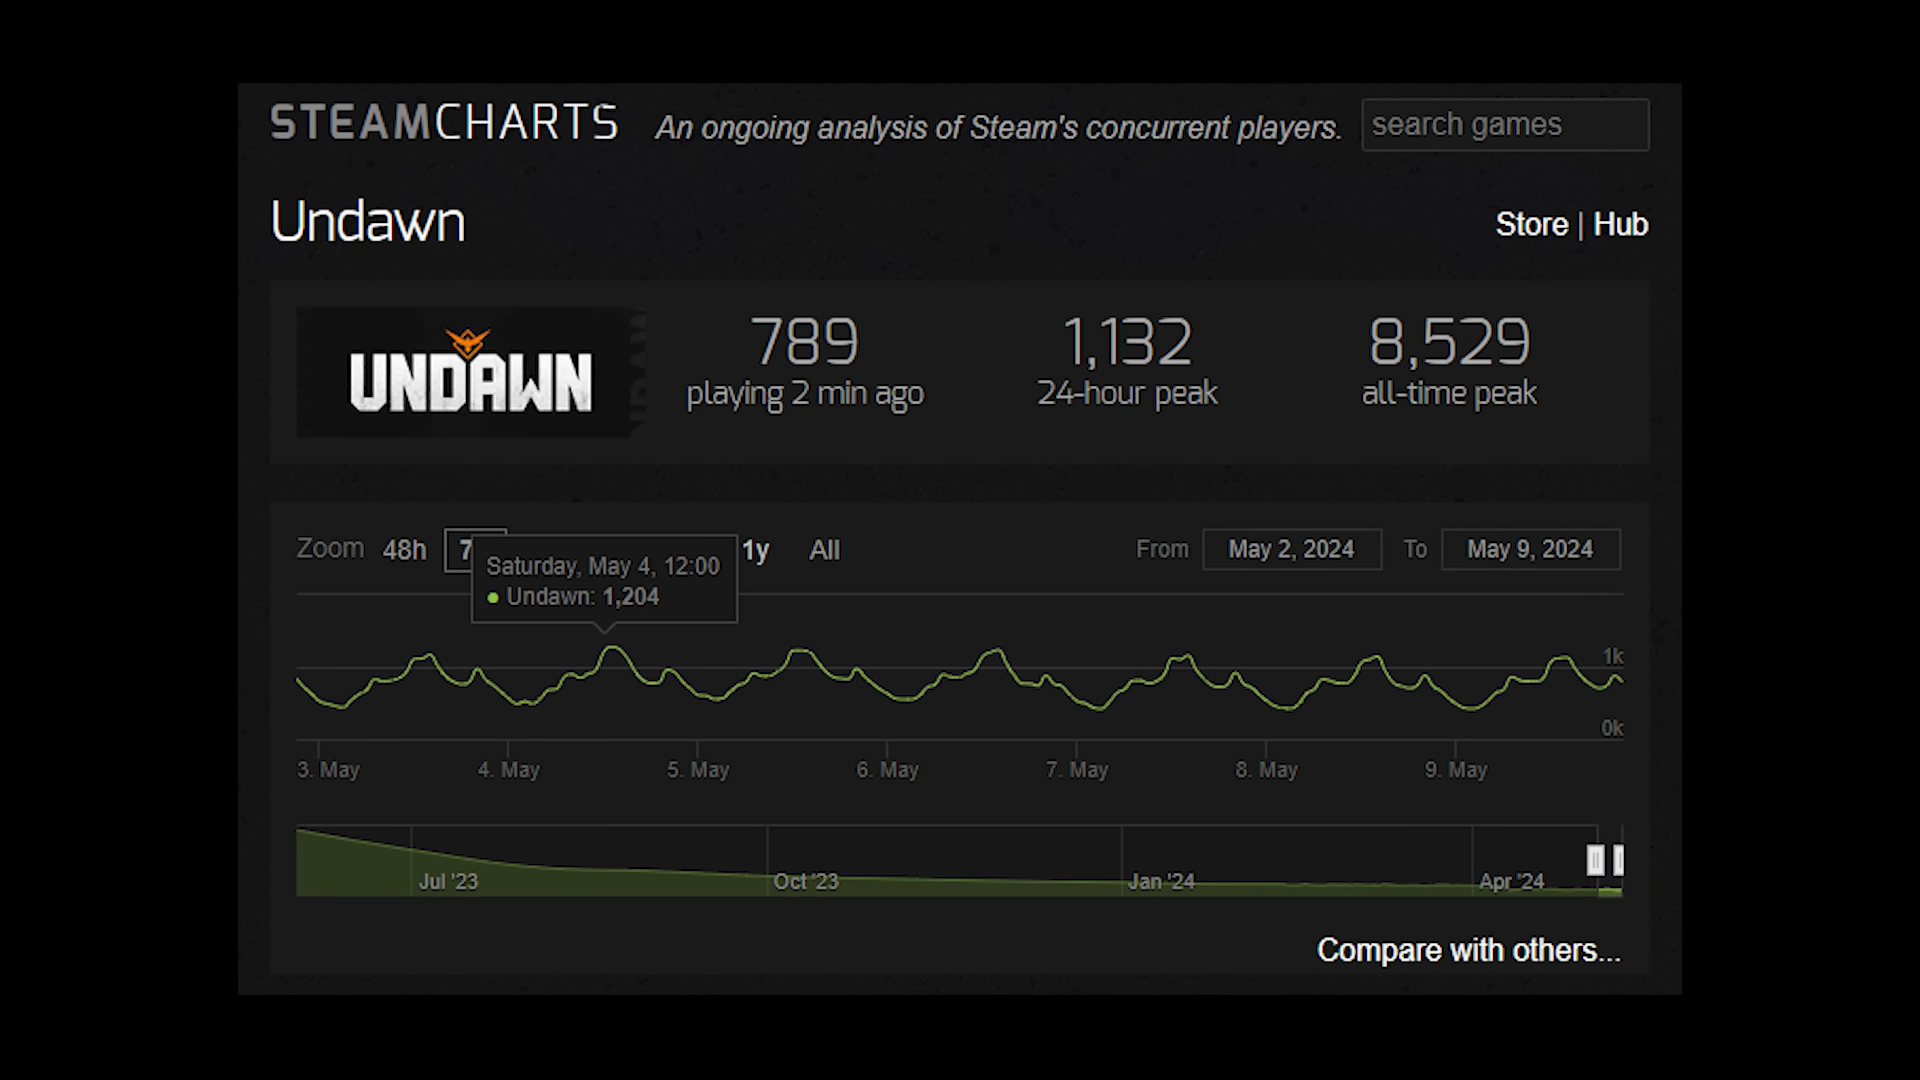 STEAMCHARTS An ongoing analysis of Steam's concurrent players. search games
Undawn Store | Hub
UNDAWN
789 1,132 8,529
playing 2 min ago 24-hour peak all-time peak
Zoom 48h 7 1y All From May 2, 2024 To May 9, 2024
Saturday, May 4, 12:00
Undawn: 1,204
1k
0k
3. May 4. May 5. May 6. May 7. May 8. May 9. May
Jul '23 Oct '23 Jan '24 Apr '24
Compare with others...